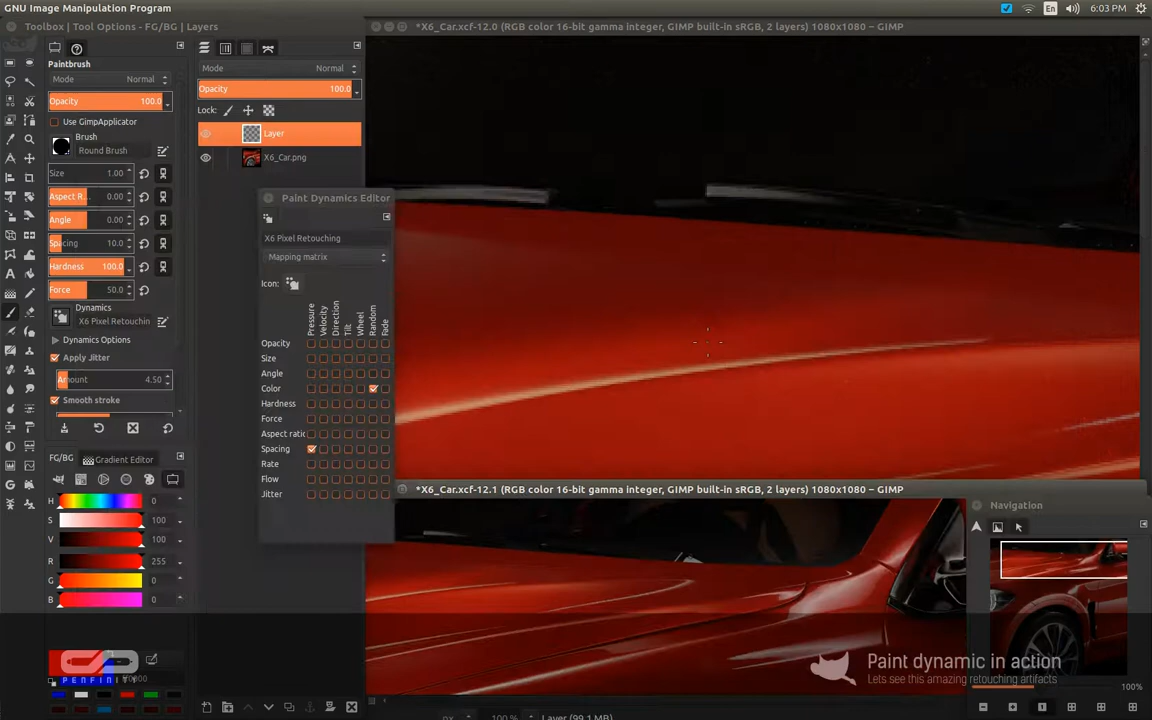 GNU Image Manipulation Program
En
6:03 PM
Toolbox | Tool Options - FG/BG | Layers
*X6_Car.xcf-12.0 (RGB color 16-bit gamma integer, GIMP built-in sRGB, 2 layers) 1080x1080 – GIMP
Paintbrush
Mode
Normal
Opacity
100.0
Use GimpApplicator
Brush
Round Brush
Size
1.00
Aspect R...
0.00
Angle
0.00
Spacing
10.0
Hardness
100.0
Force
50.0
Dynamics
X6 Pixel Retouchin
Dynamics Options
Apply Jitter
Amount
4.50
Smooth stroke
Mode
Normal
Opacity
100.0
Lock:
Layer
X6_Car.png
Paint Dynamics Editor
X6 Pixel Retouching
Mapping matrix
Icon:
Pressure
Velocity
Direction
Tilt
Wheel
Random
Fade
Opacity
Size
Angle
Color
Hardness
Force
Aspect ratio
Spacing
Rate
Flow
Jitter
FG/BG
Gradient Editor
H
0
S
100
V
100
R
255
G
0
B
0
PENFINITY
*X6_Car.xcf-12.1 (RGB color 16-bit gamma integer, GIMP built-in sRGB, 2 layers) 1080x1080 – GIMP
Navigation
100%
Paint dynamic in action
Lets see this amazing retouching artifacts
px
100 %
Layer (99.1 MB)